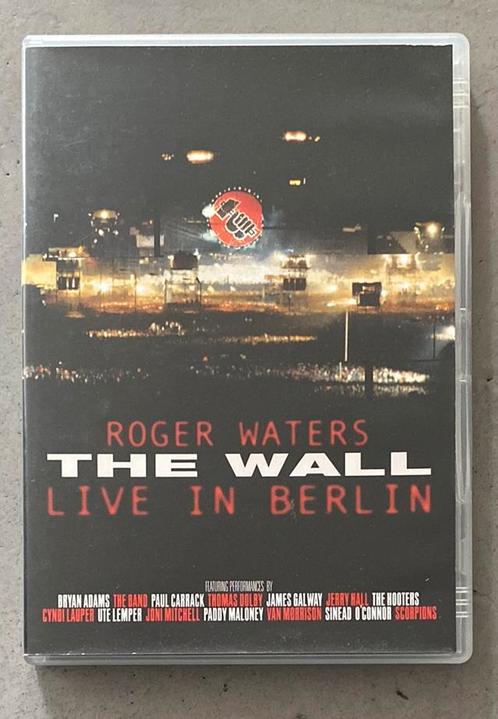 ROGER WATERS
THE WALL
LIVE IN BERLIN
FEATURING PERFORMANCES BY
BRYAN ADAMS THE BAND PAUL CARRACK THOMAS DOLBY JAMES GALWAY JERRY HALL THE HOOTERS
CYNDI LAUPER UTE LEMPER JONI MITCHELL PADDY MALONEY VAN MORRISON SINEAD O'CONNOR SCORPIONS